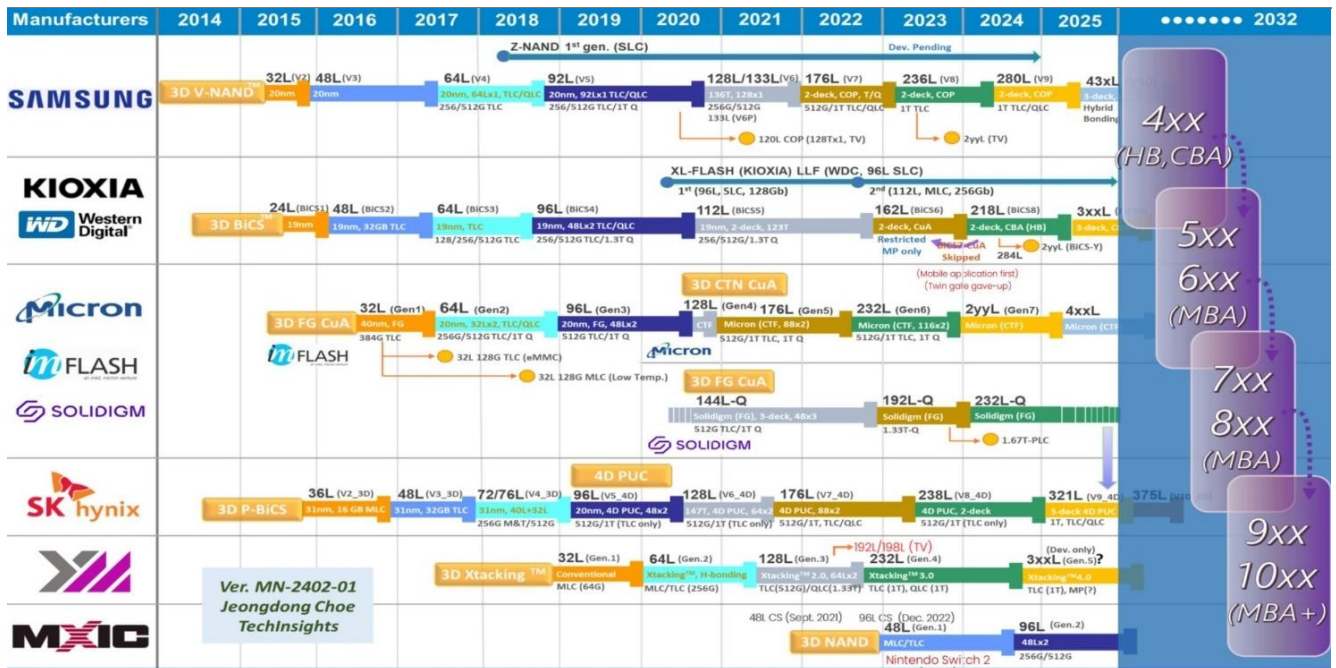 Manufacturers 2014 2015 2016 2017 2018 2019 2020 2021 2022 2023 2024 2025 2032
SAMSUNG
Z-NAND 1st gen. (SLC)
Dev. Pending
32L(V2) 48L(V3) 64L(V4) 92L(V5) 128L/133L(V6) 176L(V7) 236L(V8) 280L(V9) 43xL
3D V-NAND™
20nm
20nm
20nm, 64Lx1, TLC/QLC
256/512G TLC
20nm, 92Lx1 TLC/QLC
256/512G TLC/1T Q
136T, 128x1
256G/512G
133L (V6P)
2-deck, COP, T/Q
512G/1T TLC/QLC
2-deck, COP
1T TLC
2-deck, COP
1T TLC/QLC
3-deck,
Hybrid
Bonding
120L COP (128Tx1, TV)
2yyL (TV)
KIOXIA
WD Western Digital®
XL-FLASH (KIOXIA) LLF (WDC, 96L SLC)
1st (96L, SLC, 128Gb)
2nd (112L, MLC, 256Gb)
24L(BiCS1) 48L (BiCS2) 64L (BiCS3) 96L (BiCS4) 112L (BiCS5) 162L(BiCS6) 218L(BiCS8) 3xxL
3D BiCS™
19nm
19nm, 32GB TLC
19nm, TLC
128/256/512G TLC
19nm, 48Lx2 TLC/QLC
256/512G TLC/1.3T Q
19nm, 2-deck, 123T
256/512G/1.3T Q
2-deck, CuA
Restricted
MP only
BiCS7 CuA
Skipped
2-deck, CBA (HB)
284L
2yyL (BiCS-Y)
3-deck,
(Mobile application first)
(Twin gate gave-up)
Micron
im FLASH
SOLIDIGM
3D CTN CuA
32L (Gen1) 64L (Gen2) 96L (Gen3) 128L (Gen4) 176L (Gen5) 232L (Gen6) 2yyL (Gen7) 4xxL
3D FG CuA
40nm, FG
384G TLC
20nm, 32Lx2, TLC/QLC
256G/512G TLC/1T Q
20nm, FG, 48Lx2
512G TLC/1T Q
CTF
Micron (CTF, 88x2)
512G/1T TLC, 1T Q
Micron (CTF, 116x2)
512G/1T TLC, 1T Q
Micron (CTF)
Micron (CTF
im FLASH
Micron
32L 128G TLC (eMMC)
32L 128G MLC (Low Temp.)
3D FG CuA
144L-Q 192L-Q 232L-Q
Solidigm (FG), 3-deck, 48x3
512G TLC/1T Q
Solidigm (FG)
1.33T-Q
Solidigm (FG)
1.67T-PLC
SOLIDIGM
SK hynix
4D PUC
36L (V2_3D) 48L(V3_3D) 72/76L(V4_3D) 96L(V5_4D) 128L (V6_4D) 176L (V7_4D) 238L (V8_4D) 321L (V9_4D) 375L
3D P-BiCS
31nm, 16 GB MLC
31nm, 32GB TLC
31nm, 40L+32L
256G M&T/512G
20nm, 4D PUC, 48x2
512G/1T (TLC only)
147T, 4D PUC, 64x2
512G/1T (TLC only)
4D PUC, 88x2
512G/1T, TLC/QLC
4D PUC, 2-deck
512G/1T (TLC only)
3-deck 4D PUC
1T, TLC/QLC
192L/198L (TV)
(Dev. only)
32L (Gen.1) 64L (Gen.2) 128L (Gen.3) 232L (Gen.4) 3xxL (Gen.5)?
3D Xtacking™
Conventional
MLC (64G)
Xtacking™, H-bonding
MLC/TLC (256G)
Xtacking™ 2.0, 64Lx2
TLC(512G)/QLC(1.33T)
Xtacking™ 3.0
TLC (1T), QLC (1T)
Xtacking™4.0
TLC (1T), MP(?)
Ver. MN-2402-01
Jeongdong Choe
TechInsights
MXIC
48L CS (Sept. 2021) 96L CS (Dec. 2022)
48L(Gen.1) 96L (Gen.2)
3D NAND
MLC/TLC
48Lx2
256G/512G
Nintendo Switch 2
4xx
(HB,CBA)
5xx
6xx
(MBA)
7xx
8xx
(MBA)
9xx
10xx
(MBA+)